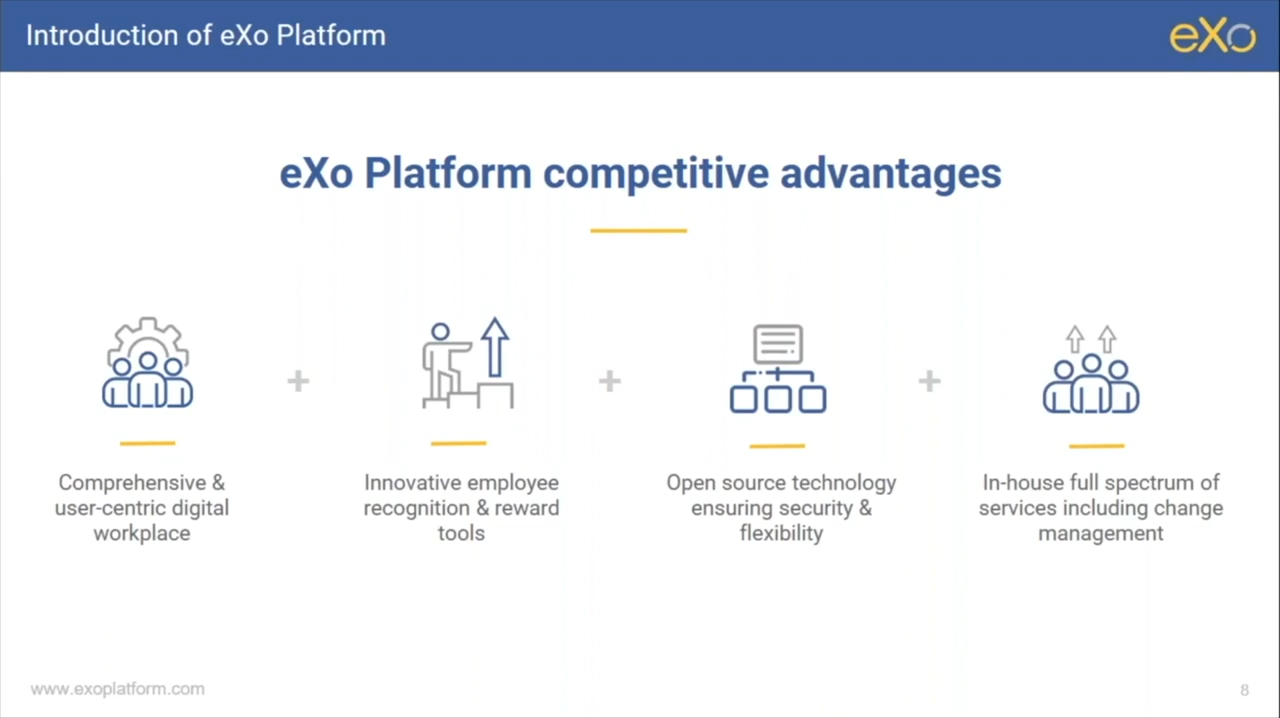 Introduction of eXo Platform
eXo
eXo Platform competitive advantages
+
+
+
Comprehensive &
user-centric digital
workplace
Innovative employee
recognition & reward
tools
Open source technology
ensuring security &
flexibility
In-house full spectrum of
services including change
management
www.exoplatform.com
8